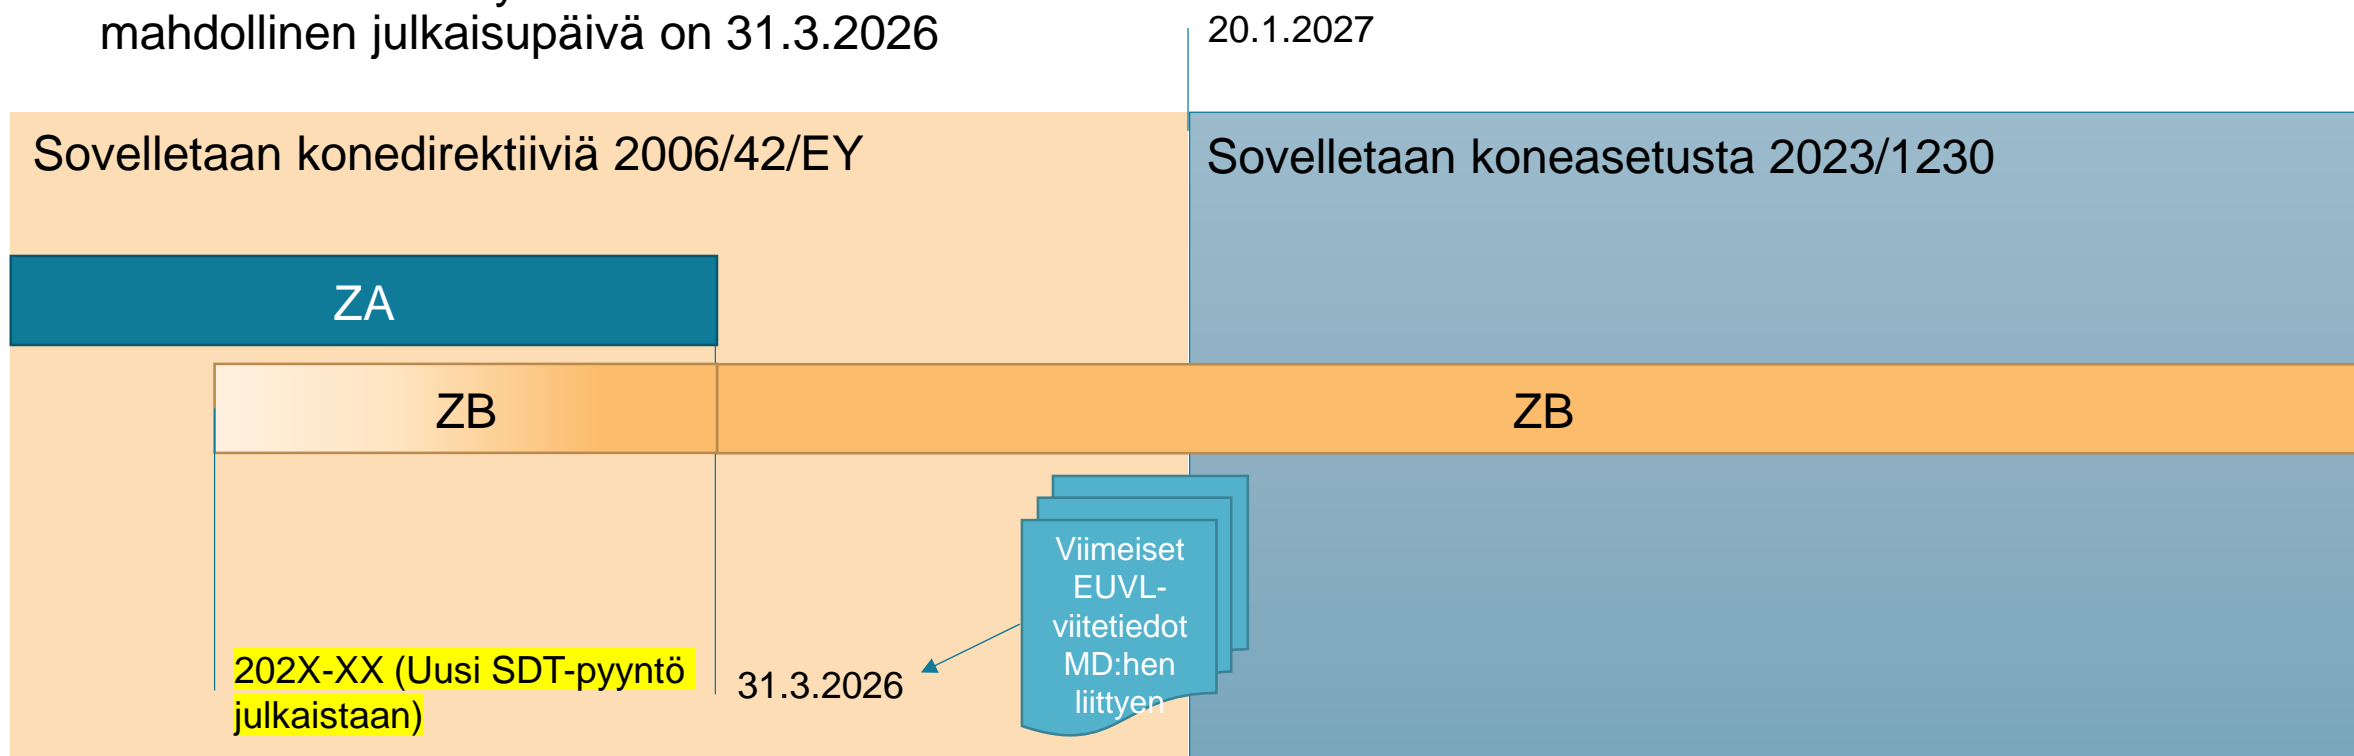 mahdollinen julkaisupäivä on 31.3.2026
20.1.2027
Sovelletaan konedirektiiviä 2006/42/EY
Sovelletaan koneasetusta 2023/1230
ZA
ZB
ZB
Viimeiset
EUVL-
viitetiedot
MD:hen
liittyen
202X-XX (Uusi SDT-pyyntö
julkaistaan)
31.3.2026